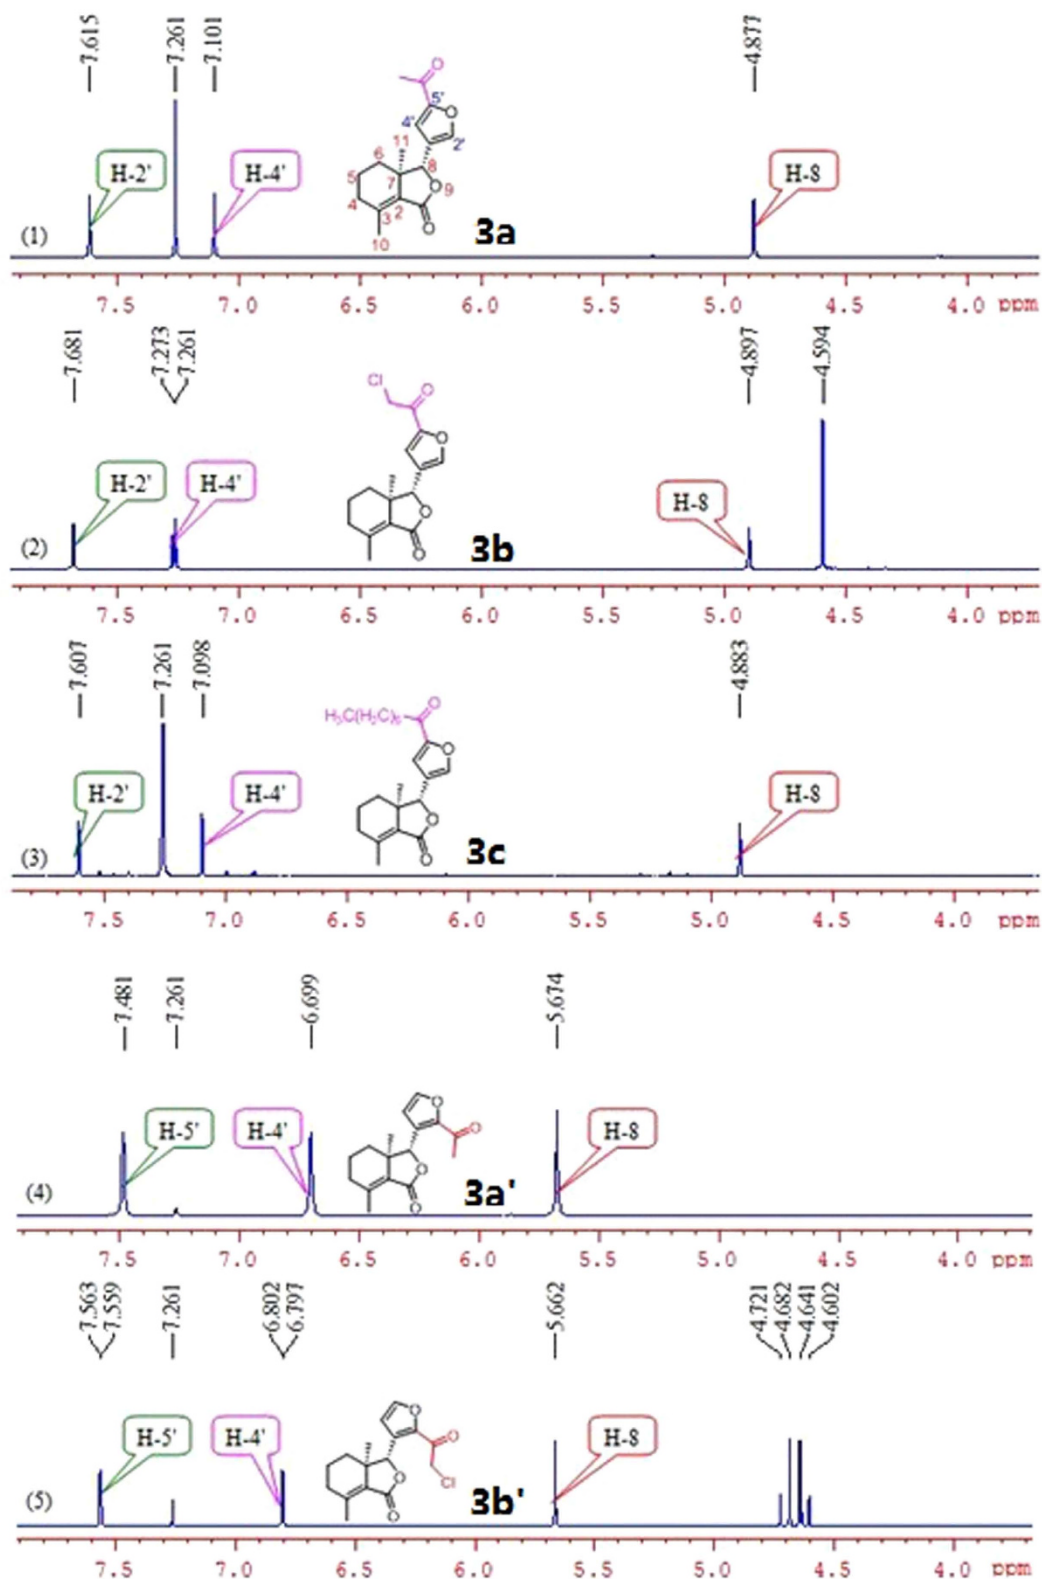 7.615 7.261 7.101 4.877
O
5' O
4' 2'
11
6 8
5 7 O 9
4 2
3 O
10
H-2' H-4' H-8
(1) 3a
7.5 7.0 6.5 6.0 5.5 5.0 4.5 4.0 ppm
7.681 7.273 7.261 4.897 4.594
Cl O
O
O
O
H-2' H-4' H-8
(2) 3b
7.5 7.0 6.5 6.0 5.5 5.0 4.5 4.0 ppm
7.607 7.261 7.098 4.883
O
H3C(H2C)6
O
O
O
H-2' H-4' H-8
(3) 3c
7.5 7.0 6.5 6.0 5.5 5.0 4.5 4.0 ppm
7.481 7.261 6.699 5.674
O
O
O
O
H-5' H-4' H-8
(4) 3a'
7.5 7.0 6.5 6.0 5.5 5.0 4.5 4.0 ppm
7.563 7.559 7.261 6.802 6.797 5.662 4.721 4.682 4.641 4.602
O
O
O Cl
O
H-5' H-4' H-8
(5) 3b'
7.5 7.0 6.5 6.0 5.5 5.0 4.5 4.0 ppm